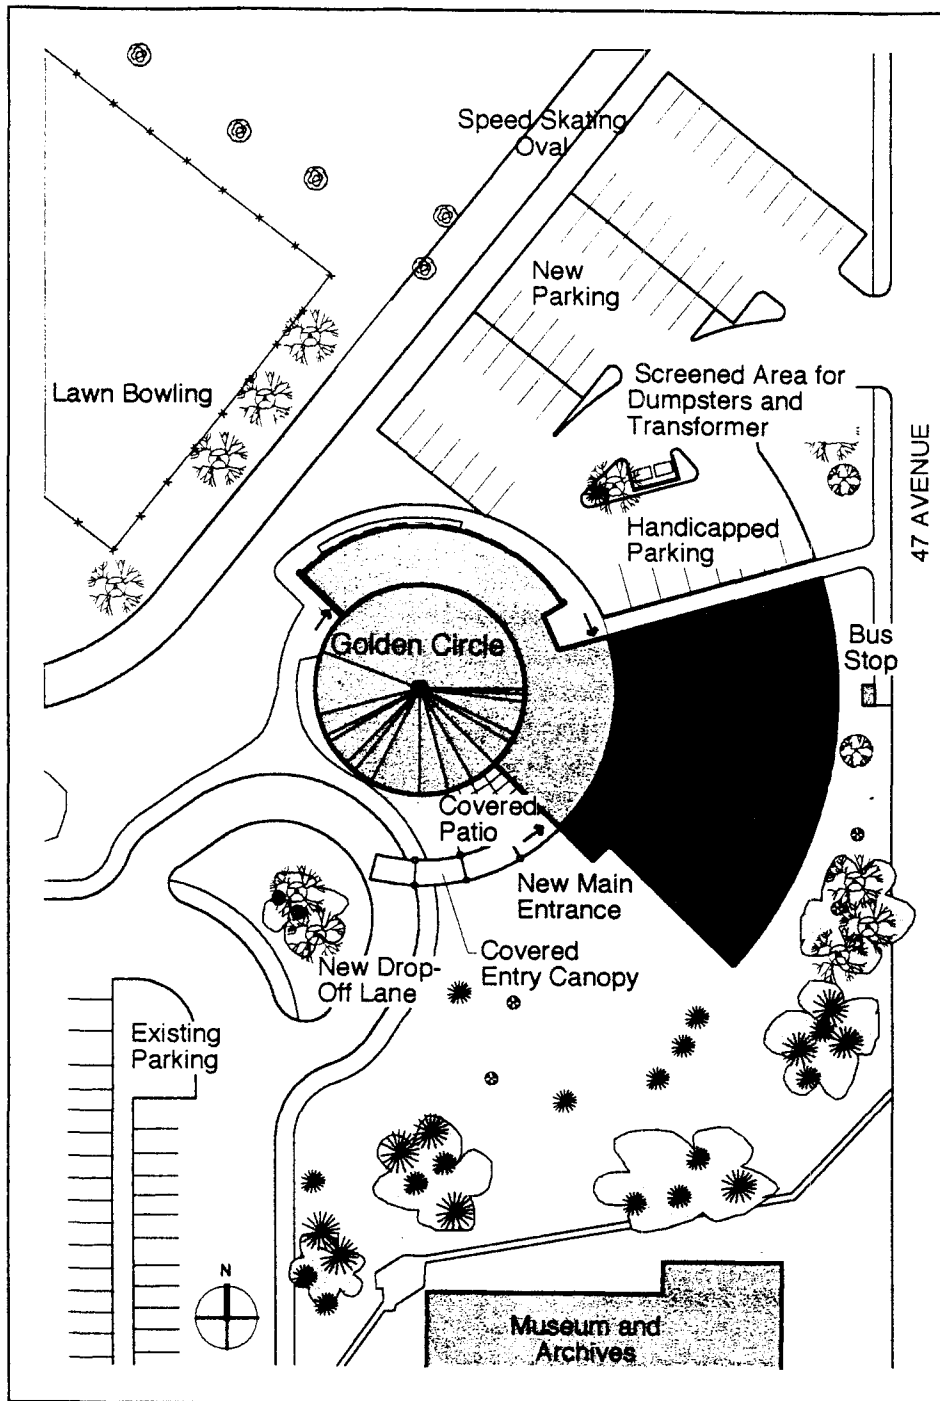 Speed Skating
Oval
New
Parking
Lawn Bowling
Screened Area for
Dumpsters and
Transformer
47 AVENUE
Handicapped
Parking
Golden Circle
Bus
Stop
Covered
Patio
New Main
Entrance
Covered
Entry Canopy
New Drop-
Off Lane
Existing
Parking
N
Museum and
Archives